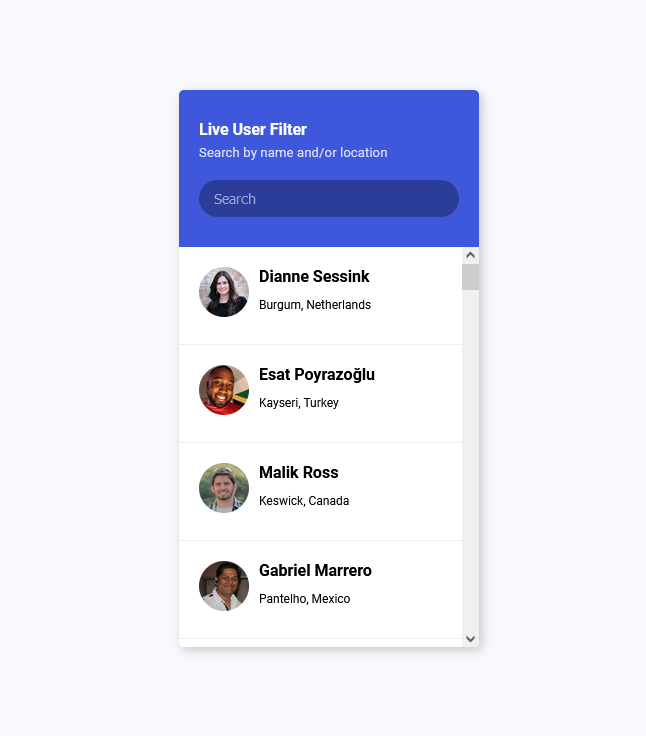 Live User Filter
Search by name and/or location
Search
Dianne Sessink
Burgum, Netherlands
Esat Poyrazoğlu
Kayseri, Turkey
Malik Ross
Keswick, Canada
Gabriel Marrero
Pantelho, Mexico